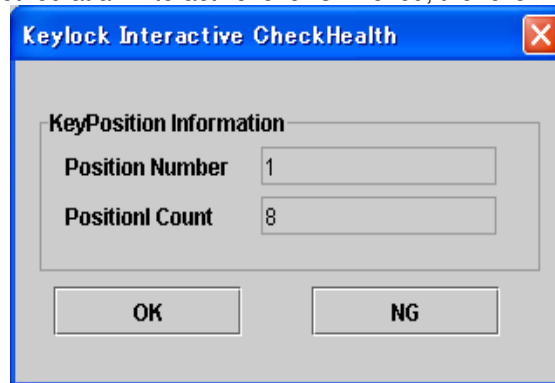 Keylock Interactive CheckHealth
KeyPosition Information
Position Number 1
Positionl Count 8
OK NG